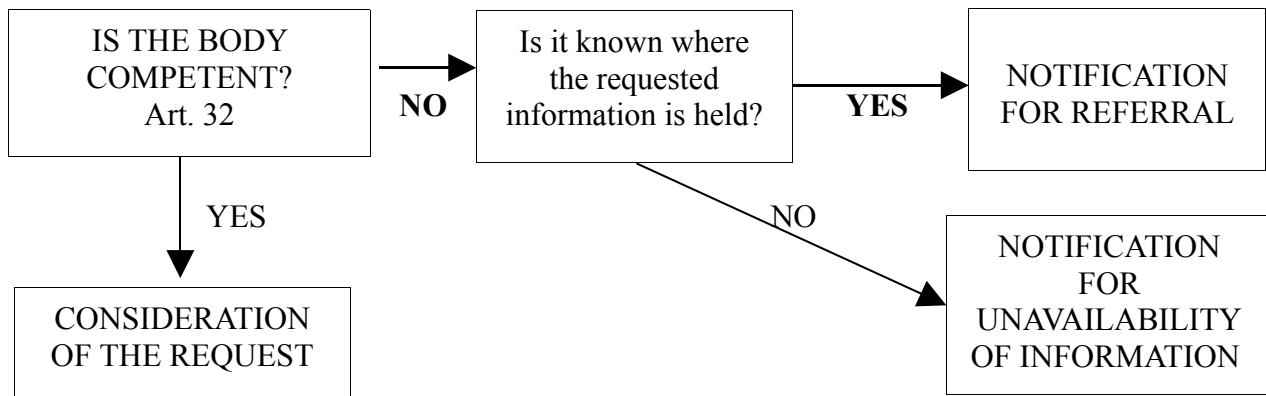 IS THE BODY
COMPETENT?
Art. 32
NO
Is it known where
the requested
information is held?
YES
NOTIFICATION
FOR REFERRAL
YES
NO
CONSIDERATION
OF THE REQUEST
NOTIFICATION
FOR
UNAVAILABILITY
OF INFORMATION